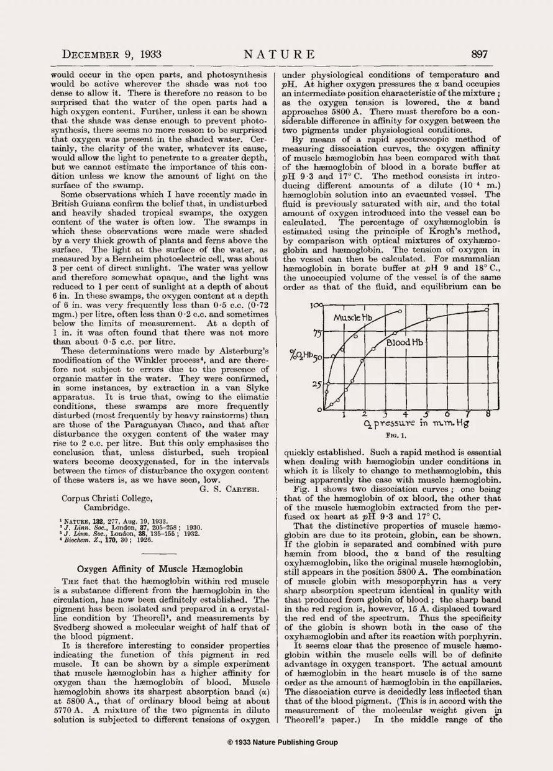 DECEMBER 9, 1933
NATURE
897
would occur in the open parts, and photosynthesis
would be active wherever the shade was not too
dense to allow it. There is therefore no reason to be
surprised that the water of the open parts had a
high oxygen content. Further, unless it can be shown
that the shade was dense enough to prevent photo-
synthesis, there seems no more reason to be surprised
that oxygen was present in the shaded water. Cer-
tainly, the clarity of the water, whatever its cause,
would allow the light to penetrate to a greater depth,
but we cannot estimate the importance of this con-
dition unless we know the amount of light on the
surface of the swamp.
Some observations which I have recently made in
British Guiana confirm the belief that, in undisturbed
and heavily shaded tropical swamps, the oxygen
content of the water is often low. The swamps in
which these observations were made were shaded
by a very thick growth of plants and ferns above the
surface. The light at the surface of the water, as
measured by a Bernheim photoelectric cell, was about
3 per cent of direct sunlight. The water was yellow
and therefore somewhat opaque, and the light was
reduced to 1 per cent of sunlight at a depth of about
6 in. In these swamps, the oxygen content at a depth
of 6 in. was very frequently less than 0·5 c.c. (0·72
mgm.) per litre, often less than 0·2 c.c. and sometimes
below the limits of measurement. At a depth of
1 in. it was often found that there was not more
than about 0·5 c.c. per litre.
These determinations were made by Alsterburg's
modification of the Winkler process⁴, and are there-
fore not subject to errors due to the presence of
organic matter in the water. They were confirmed,
in some instances, by extraction in a van Slyke
apparatus. It is true that, owing to the climatic
conditions, these swamps are more frequently
disturbed (most frequently by heavy rainstorms) than
are those of the Paraguayan Chaco, and that after
disturbance the oxygen content of the water may
rise to 2 c.c. per litre. But this only emphasises the
conclusion that, unless disturbed, such tropical
waters become deoxygenated, for in the intervals
between the times of disturbance the oxygen content
of these waters is, as we have seen, low.
G. S. CARTER.
Corpus Christi College,
Cambridge.
¹ NATURE, 132, 277, Aug. 19, 1933.
² J. Linn. Soc., London, 37, 205–258; 1930.
³ J. Linn. Soc., London, 38, 135–155; 1932.
⁴ Biochem. Z., 170, 30; 1926.
Oxygen Affinity of Muscle Hæmoglobin
THE fact that the hæmoglobin within red muscle
is a substance different from the hæmoglobin in the
circulation, has now been definitely established. The
pigment has been isolated and prepared in a crystal-
line condition by Theorell¹, and measurements by
Svedberg showed a molecular weight of half that of
the blood pigment.
It is therefore interesting to consider properties
indicating the function of this pigment in red
muscle. It can be shown by a simple experiment
that muscle hæmoglobin has a higher affinity for
oxygen than the hæmoglobin of blood. Muscle
hæmoglobin shows its sharpest absorption band (α)
at 5800 A., that of ordinary blood being at about
5770 A. A mixture of the two pigments in dilute
solution is subjected to different tensions of oxygen
under physiological conditions of temperature and
pH. At higher oxygen pressures the α band occupies
an intermediate position characteristic of the mixture;
as the oxygen tension is lowered, the α band
approaches 5800 A. There must therefore be a con-
siderable difference in affinity for oxygen between the
two pigments under physiological conditions.
By means of a rapid spectroscopic method of
measuring dissociation curves, the oxygen affinity
of muscle hæmoglobin has been compared with that
of the hæmoglobin of blood in a borate buffer at
pH 9·3 and 17° C. The method consists in intro-
ducing different amounts of a dilute (10⁻⁴ m.)
hæmoglobin solution into an evacuated vessel. The
fluid is previously saturated with air, and the total
amount of oxygen introduced into the vessel can be
calculated. The percentage of oxyhæmoglobin is
estimated using the principle of Krogh's method,
by comparison with optical mixtures of oxyhæmo-
globin and hæmoglobin. The tension of oxygen in
the vessel can then be calculated. For mammalian
hæmoglobin in borate buffer at pH 9 and 18° C.,
the unoccupied volume of the vessel is of the same
order as that of the fluid, and equilibrium can be
100
Muscle Hb
75
Blood Hb
%O₂Hb 50
25
0
1 2 3 4 5 6 7 8
O₂ pressure in m.m. Hg
FIG. 1.
quickly established. Such a rapid method is essential
when dealing with hæmoglobin under conditions in
which it is likely to change to methæmoglobin, this
being apparently the case with muscle hæmoglobin.
Fig. 1 shows two dissociation curves; one being
that of the hæmoglobin of ox blood, the other that
of the muscle hæmoglobin extracted from the per-
fused ox heart at pH 9·3 and 17° C.
That the distinctive properties of muscle hæmo-
globin are due to its protein, globin, can be shown.
If the globin is separated and combined with pure
hæmin from blood, the α band of the resulting
oxyhæmoglobin, like the original muscle hæmoglobin,
still appears in the position 5800 A. The combination
of muscle globin with mesoporphyrin has a very
sharp absorption spectrum identical in quality with
that produced from globin of blood; the sharp band
in the red region is, however, 15 A. displaced toward
the red end of the spectrum. Thus the specificity
of the globin is shown both in the case of the
oxyhæmoglobin and after its reaction with porphyrin.
It seems clear that the presence of muscle hæmo-
globin within the muscle cells will be of definite
advantage in oxygen transport. The actual amount
of hæmoglobin in the heart muscle is of the same
order as the amount of hæmoglobin in the capillaries.
The dissociation curve is decidedly less inflected than
that of the blood pigment. (This is in accord with the
measurement of the molecular weight given in
Theorell's paper.) In the middle range of the
© 1933 Nature Publishing Group